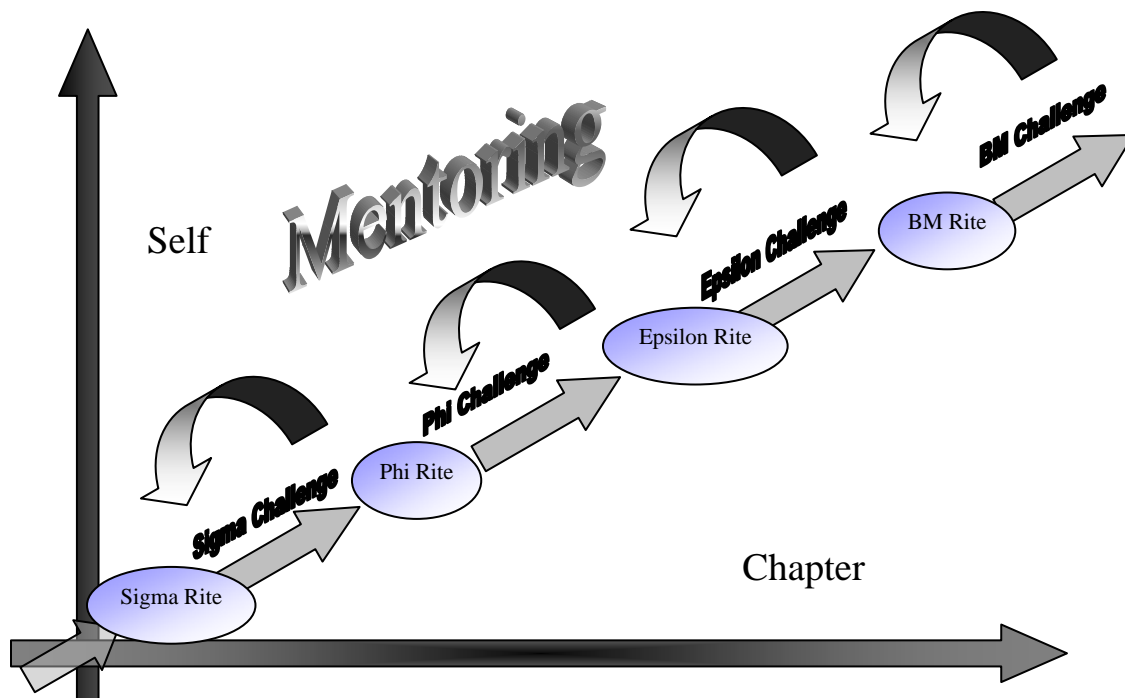 Mentoring
Self
BM Challenge
BM Rite
Epsilon Challenge
Epsilon Rite
Phi Challenge
Phi Rite
Sigma Challenge
Chapter
Sigma Rite